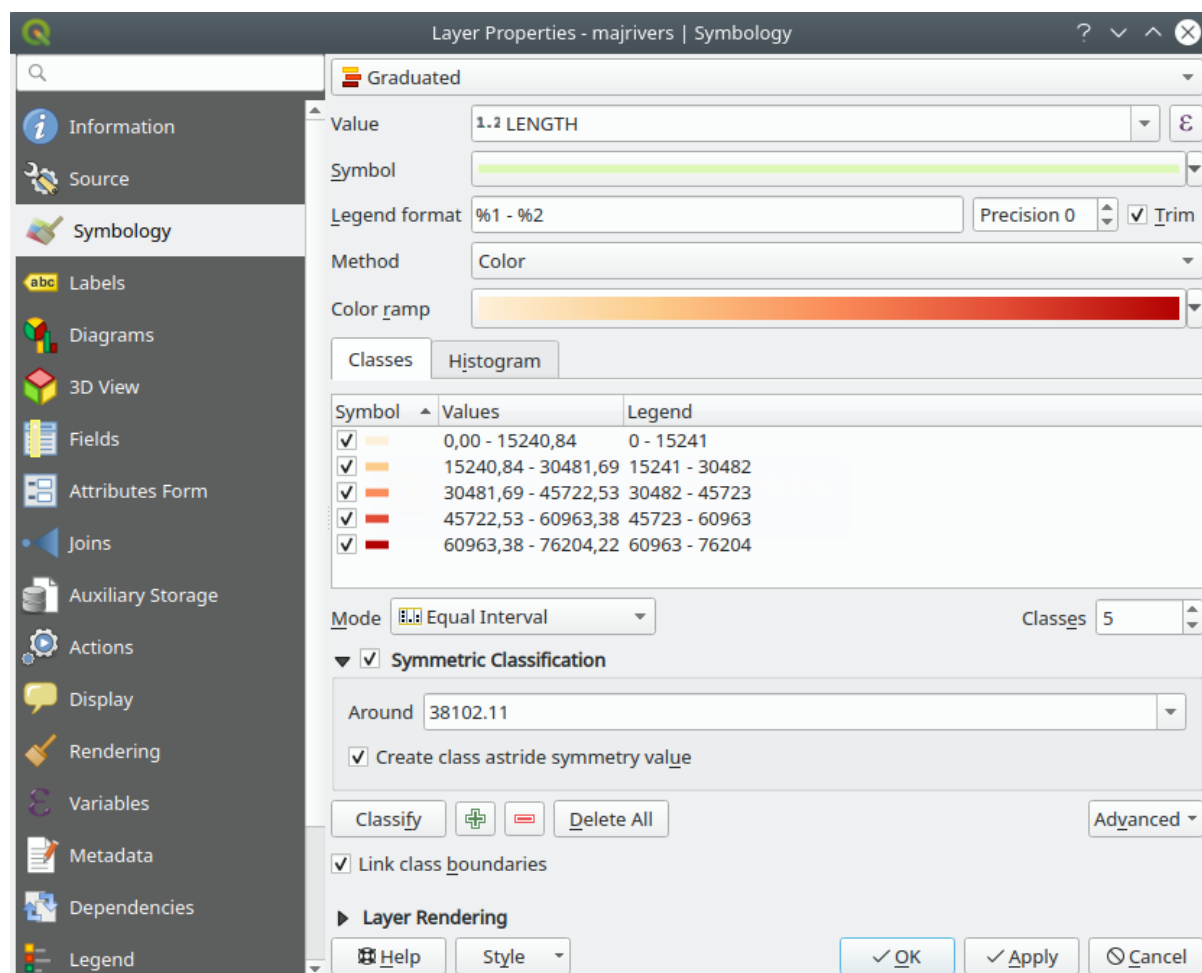 Layer Properties - majrivers | Symbology
Graduated
Information
Source
Symbology
Labels
Diagrams
3D View
Fields
Attributes Form
Joins
Auxiliary Storage
Actions
Display
Rendering
Variables
Metadata
Dependencies
Legend
Value 1.2 LENGTH ε
Symbol
Legend format %1 - %2 Precision 0 Trim
Method Color
Color ramp
Classes Histogram
Symbol Values Legend
0,00 - 15240,84 0 - 15241
15240,84 - 30481,69 15241 - 30482
30481,69 - 45722,53 30482 - 45723
45722,53 - 60963,38 45723 - 60963
60963,38 - 76204,22 60963 - 76204
Mode Equal Interval Classes 5
Symmetric Classification
Around 38102.11
Create class astride symmetry value
Classify Delete All Advanced
Link class boundaries
Layer Rendering
Help Style OK Apply Cancel